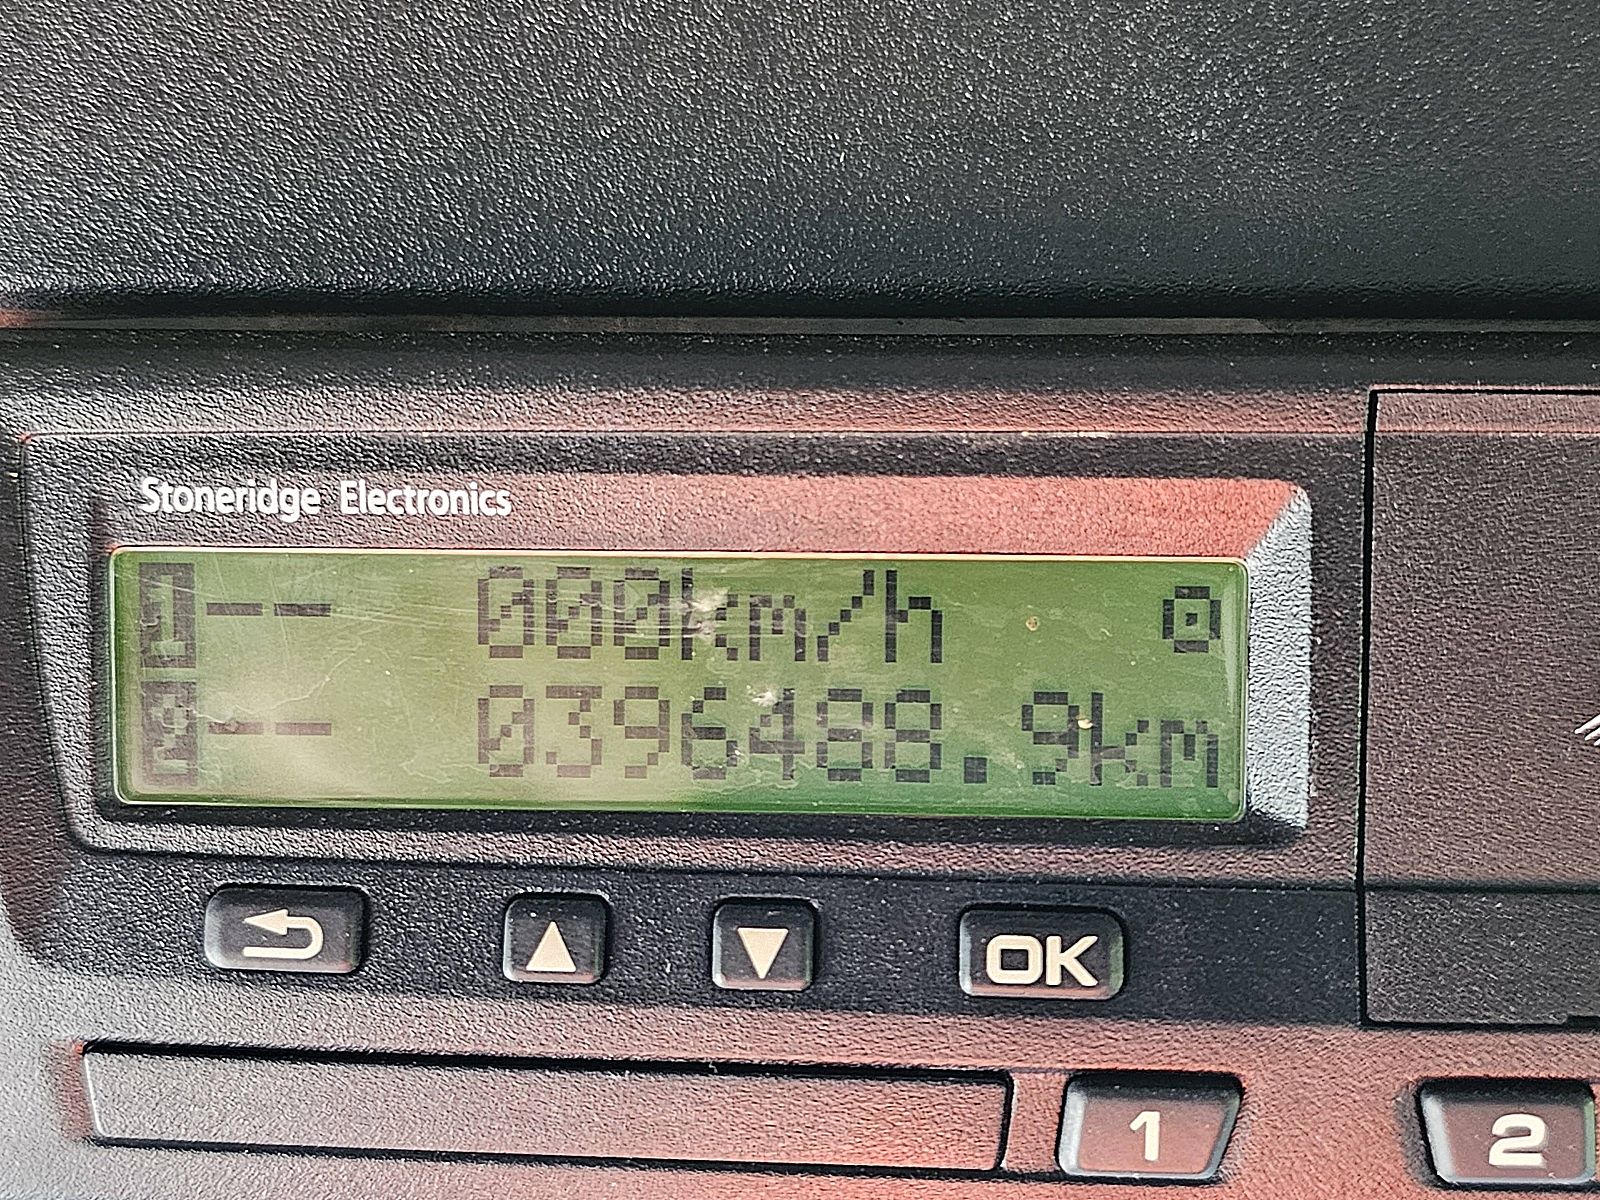 Stoneridge Electronics
1 -- 000km/h
2 -- 0396488.9km
OK
1
2